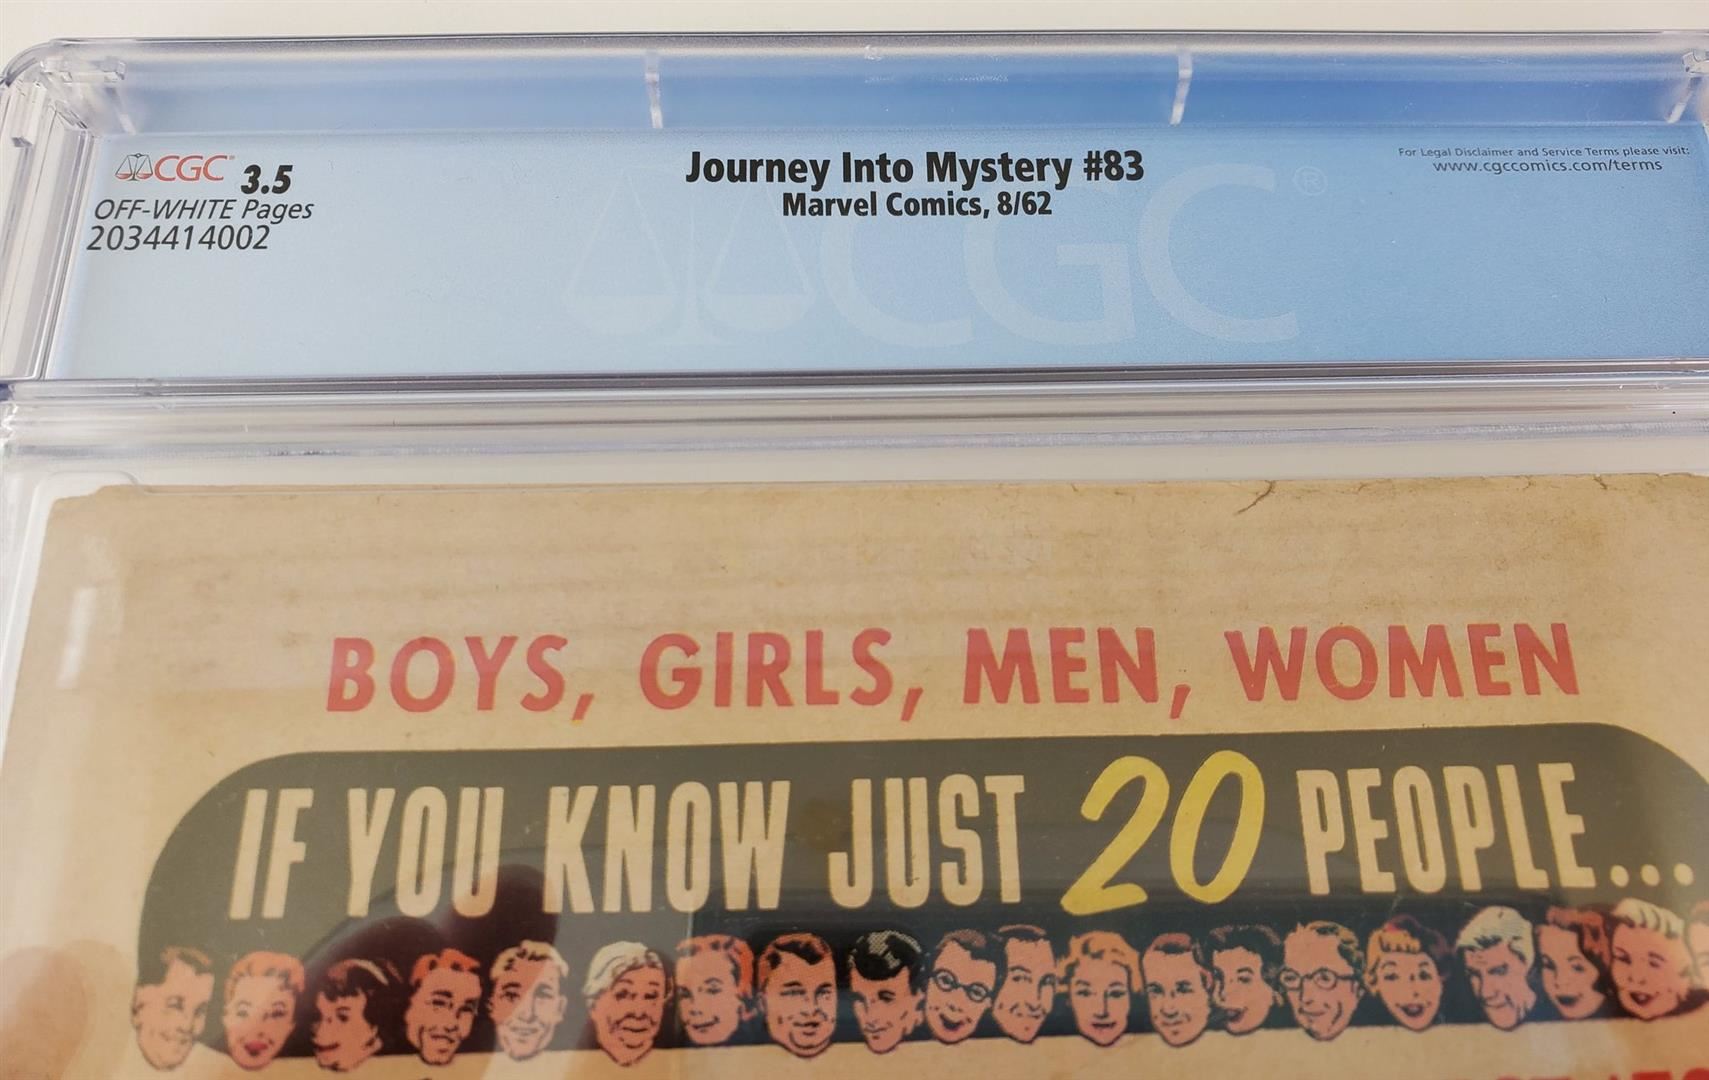 CGC 3.5
OFF-WHITE Pages
2034414002
Journey Into Mystery #83
Marvel Comics, 8/62
For Legal Disclaimer and Service Terms please visit:
www.cgccomics.com/terms
CGC®
BOYS, GIRLS, MEN, WOMEN
IF YOU KNOW JUST 20 PEOPLE...